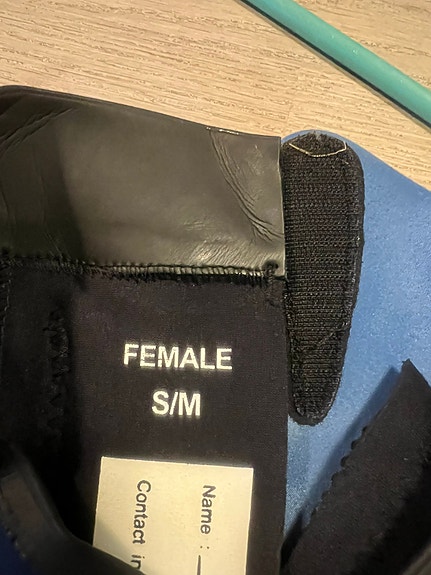 FEMALE
S/M
Name :
Contact in